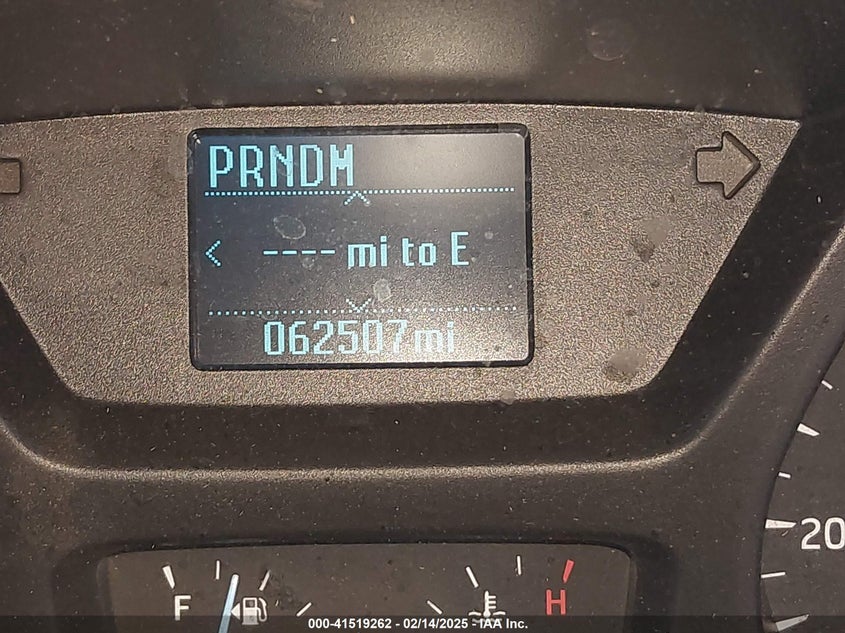 PRNDM
---- mi to E
062507mi
20
F
H
000-41519262 - 02/14/2025 - IAA Inc.